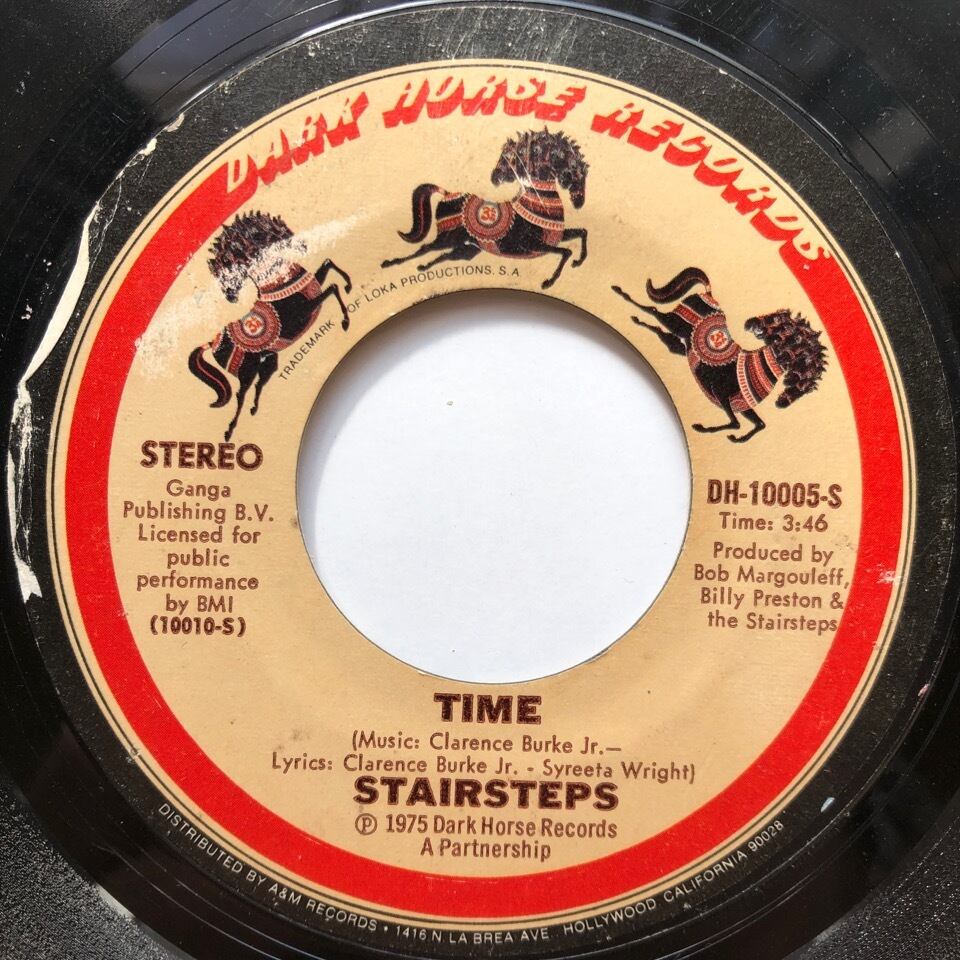 DARK HORSE RECORDS
TRADEMARK OF LOKA PRODUCTIONS. S.A.
STEREO
Ganga
Publishing B.V.
Licensed for
public
performance
by BMI
(10010-S)
DH-10005-S
Time: 3:46
Produced by
Bob Margouleff,
Billy Preston &
the Stairsteps
TIME
(Music: Clarence Burke Jr.—
Lyrics: Clarence Burke Jr. - Syreeta Wright)
STAIRSTEPS
℗ 1975 Dark Horse Records
A Partnership
DISTRIBUTED BY A&M RECORDS • 1416 N LA BREA AVE. HOLLYWOOD CALIFORNIA 90028